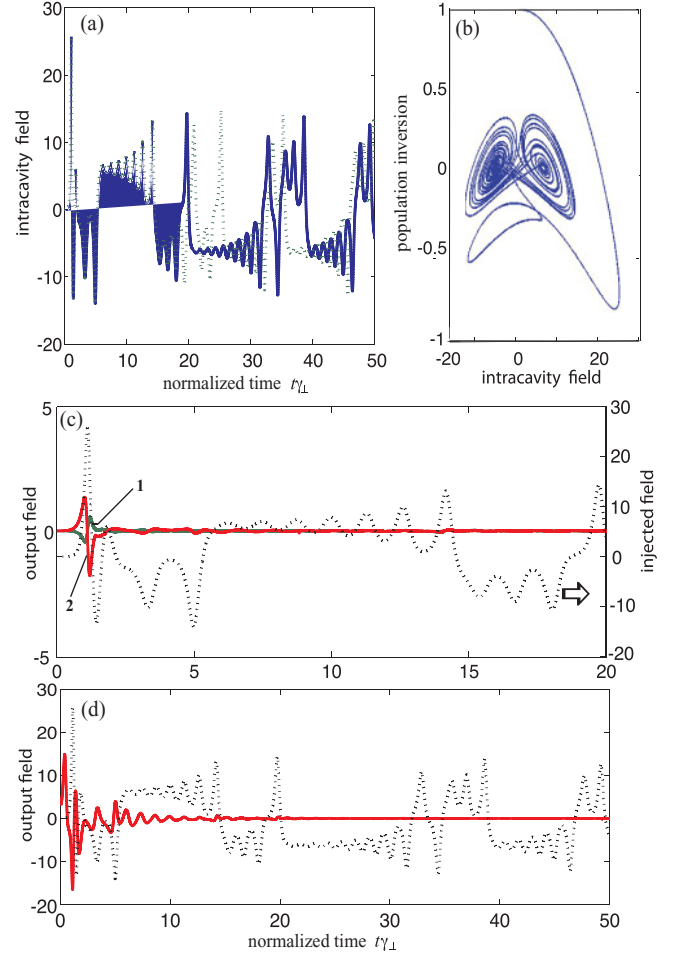 (a)
30
20
10
0
-10
-20
intracavity field
0 10 20 30 40 50
normalized time tγ⊥
(b)
1
0.5
0
-0.5
-1
population inversion
-20 0 20
intracavity field
(c)
5
0
-5
output field
1
2
30
20
10
0
-10
-20
injected field
0 5 10 15 20
(d)
30
20
10
0
-10
-20
output field
0 10 20 30 40 50
normalized time tγ⊥